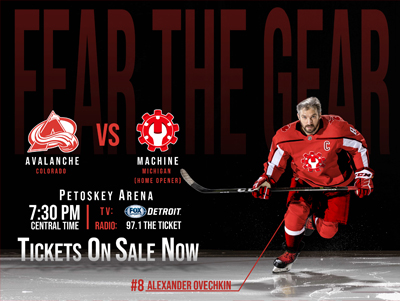 FEAR THE GEAR
AVALANCHE
COLORADO
VS
MACHINE
MICHIGAN
(HOME OPENER)
PETOSKEY ARENA
7:30 PM
CENTRAL TIME
TV: FOX SPORTS DETROIT
RADIO: 97.1 THE TICKET
TICKETS ON SALE NOW
C
#8 ALEXANDER OVECHKIN